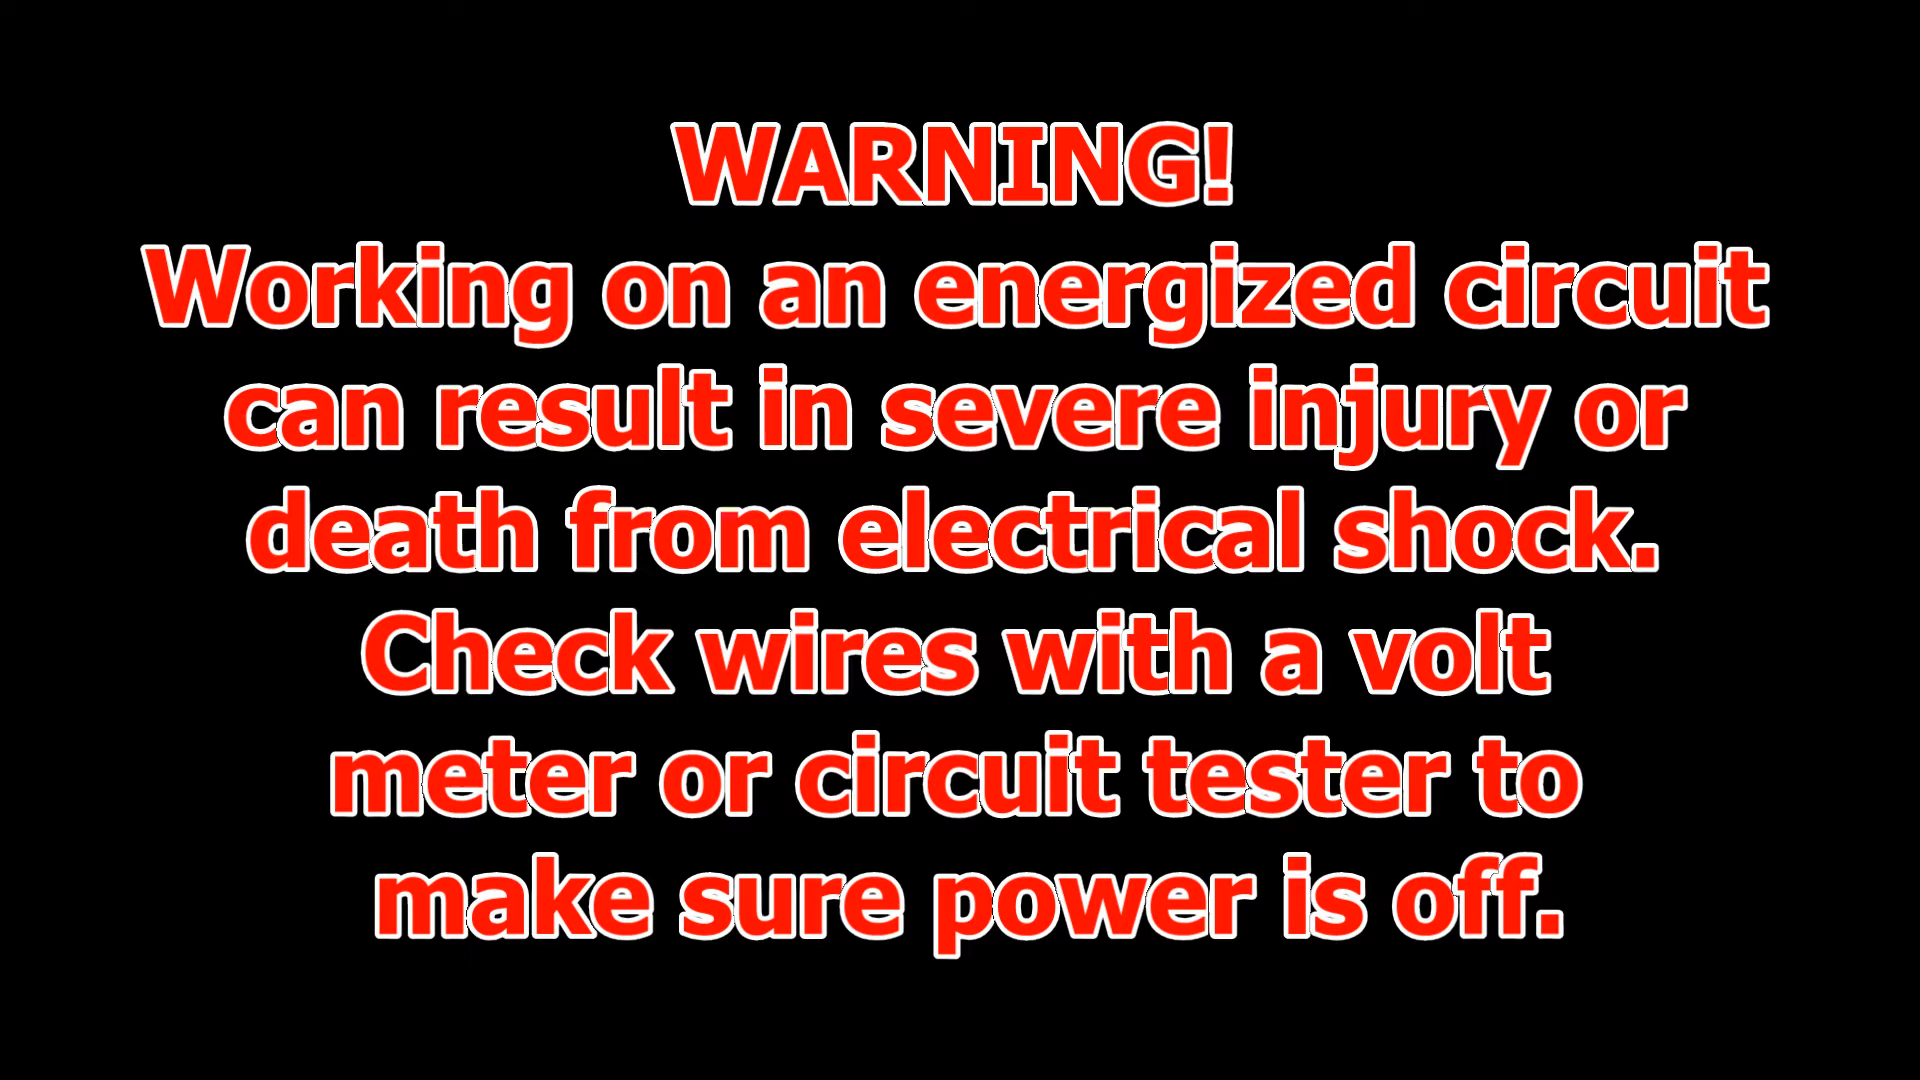 WARNING!
Working on an energized circuit
can result in severe injury or
death from electrical shock.
Check wires with a volt
meter or circuit tester to
make sure power is off.